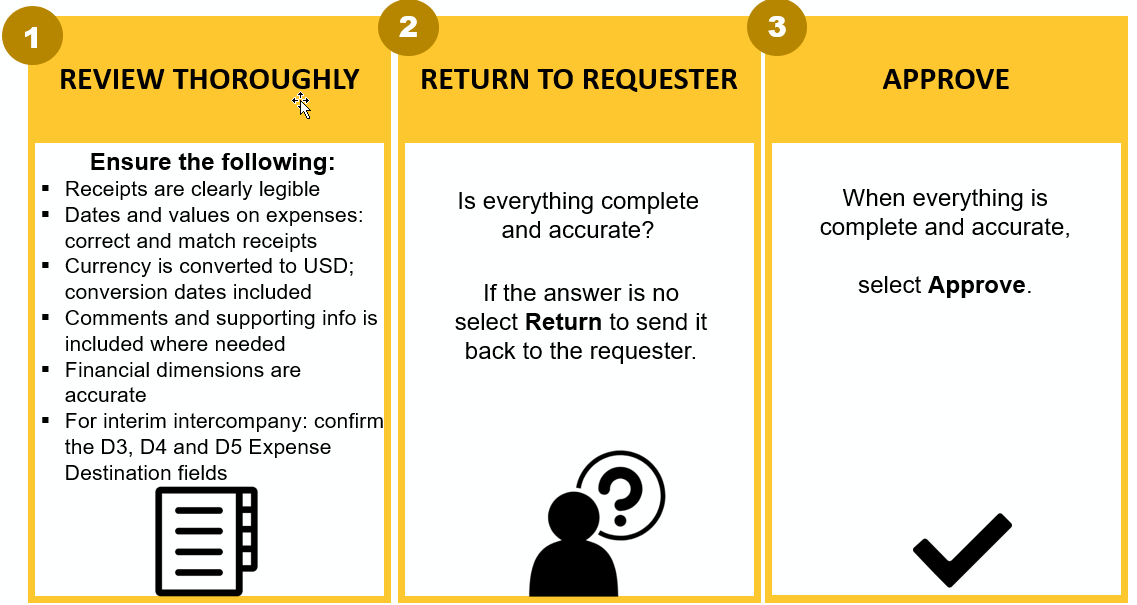 1
REVIEW THOROUGHLY
Ensure the following:
▪ Receipts are clearly legible
▪ Dates and values on expenses:
correct and match receipts
▪ Currency is converted to USD;
conversion dates included
▪ Comments and supporting info is
included where needed
▪ Financial dimensions are
accurate
▪ For interim intercompany: confirm
the D3, D4 and D5 Expense
Destination fields
2
RETURN TO REQUESTER
Is everything complete
and accurate?
If the answer is no
select Return to send it
back to the requester.
?
3
APPROVE
When everything is
complete and accurate,
select Approve.